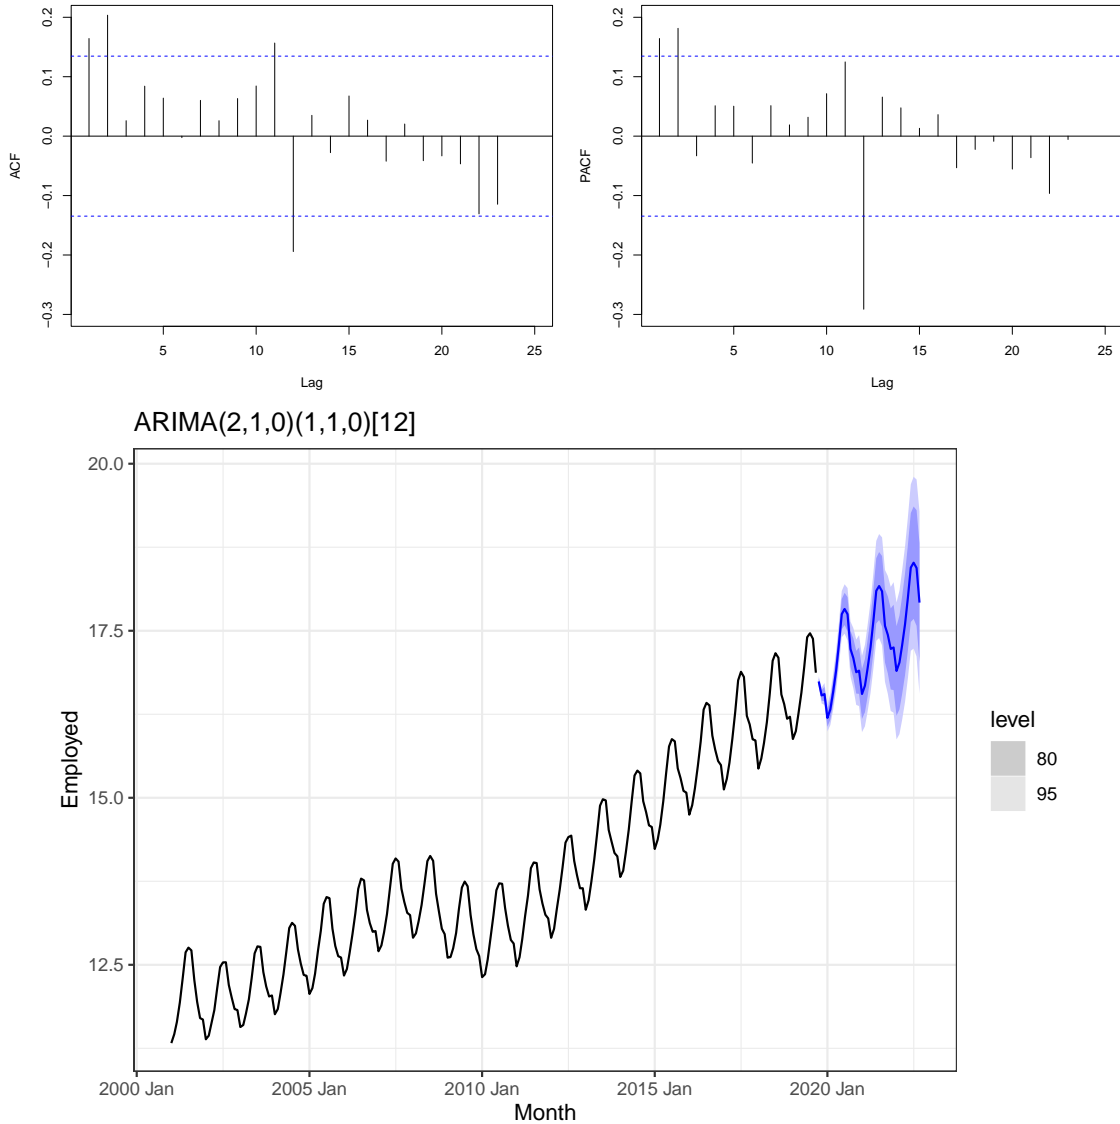 0.2
0.1
0.0
−0.1
−0.2
−0.3
ACF
5
10
15
20
25
Lag
0.2
0.1
0.0
−0.1
−0.2
−0.3
PACF
5
10
15
20
25
Lag
ARIMA(2,1,0)(1,1,0)[12]
20.0
17.5
15.0
12.5
Employed
2000 Jan
2005 Jan
2010 Jan
2015 Jan
2020 Jan
Month
level
80
95